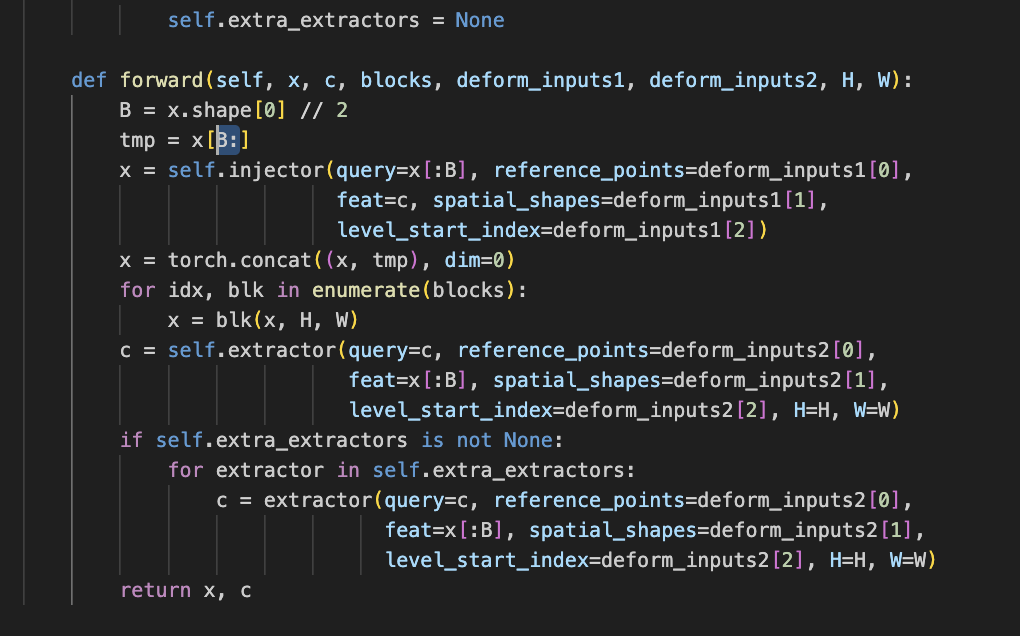 self.extra_extractors = None
def forward(self, x, c, blocks, deform_inputs1, deform_inputs2, H, W):
B = x.shape[0] // 2
tmp = x[B:]
x = self.injector(query=x[:B], reference_points=deform_inputs1[0],
feat=c, spatial_shapes=deform_inputs1[1],
level_start_index=deform_inputs1[2])
x = torch.concat((x, tmp), dim=0)
for idx, blk in enumerate(blocks):
x = blk(x, H, W)
c = self.extractor(query=c, reference_points=deform_inputs2[0],
feat=x[:B], spatial_shapes=deform_inputs2[1],
level_start_index=deform_inputs2[2], H=H, W=W)
if self.extra_extractors is not None:
for extractor in self.extra_extractors:
c = extractor(query=c, reference_points=deform_inputs2[0],
feat=x[:B], spatial_shapes=deform_inputs2[1],
level_start_index=deform_inputs2[2], H=H, W=W)
return x, c